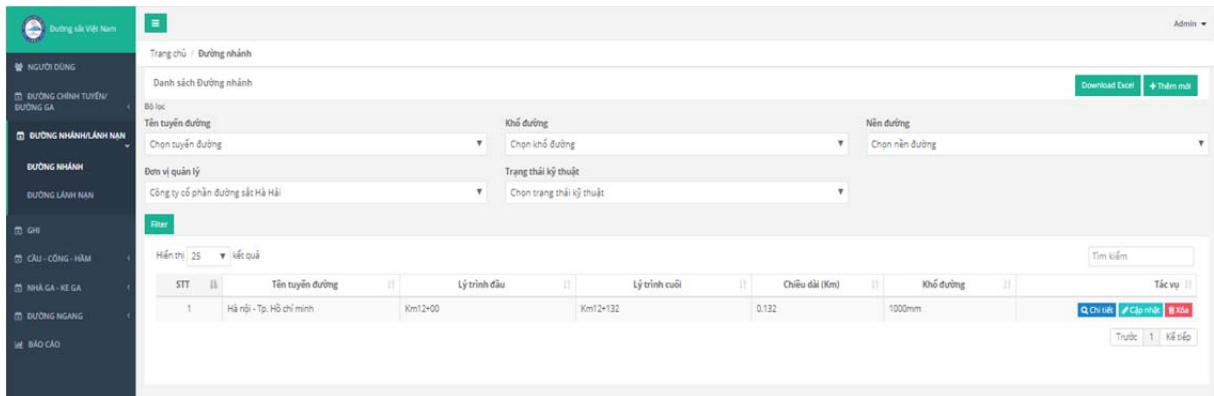 Đường sắt Việt Nam
Admin
Trang chủ / Đường nhánh
NGƯỜI DÙNG
Danh sách Đường nhánh
Download Excel
+Thêm mới
ĐƯỜNG CHÍNH TUYẾN/
ĐƯỜNG GA
Bộ lọc
Tên tuyến đường
Khổ đường
Nền đường
ĐƯỜNG NHÁNH/LÁNH NẠN
Chọn tuyến đường
Chọn khổ đường
Chọn nền đường
ĐƯỜNG NHÁNH
Đơn vị quản lý
Trạng thái kỹ thuật
ĐƯỜNG LÁNH NẠN
Công ty cổ phần đường sắt Hà Hải
Chọn trạng thái kỹ thuật
Filter
GHI
CẦU - CỐNG - HẦM
Hiển thị 25 kết quả
Tìm kiếm
NHÀ GA - KE GA
STT Tên tuyến đường Lý trình đầu Lý trình cuối Chiều dài (Km) Khổ đường Tác vụ
ĐƯỜNG NGANG
1 Hà nội - Tp. Hồ chí minh Km12+00 Km12+132 0.132 1000mm Chi tiết Cập nhật Xóa
BÁO CÁO
Trước 1 Kế tiếp